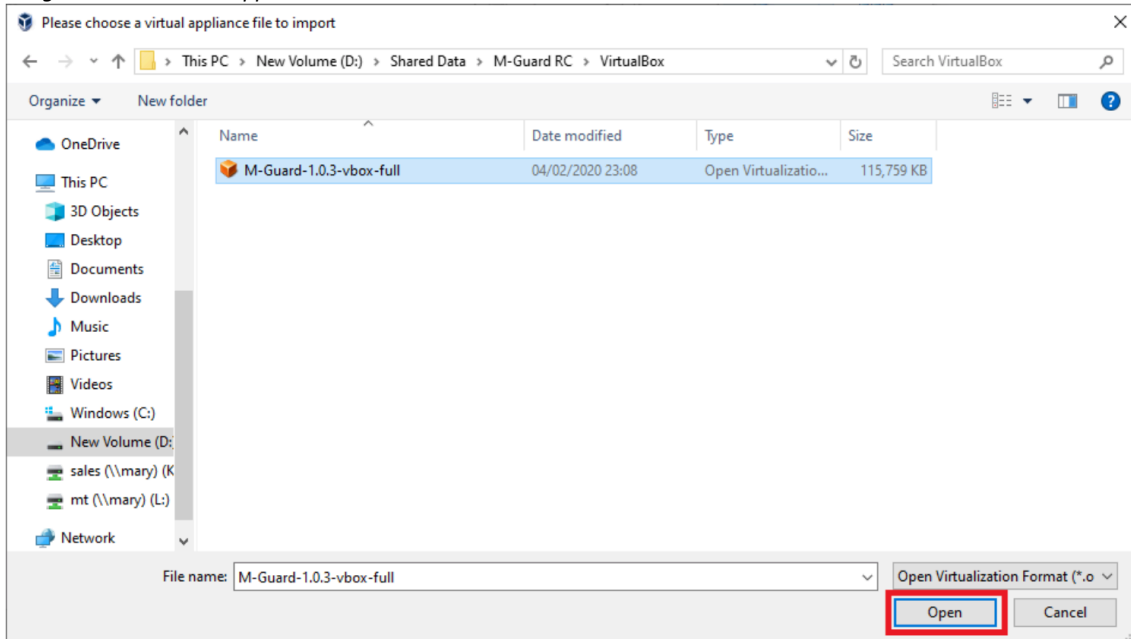 Please choose a virtual appliance file to import
This PC > New Volume (D:) > Shared Data > M-Guard RC > VirtualBox
Search VirtualBox
Organize
New folder
Name
Date modified
Type
Size
M-Guard-1.0.3-vbox-full
04/02/2020 23:08
Open Virtualizatio...
115,759 KB
OneDrive
This PC
3D Objects
Desktop
Documents
Downloads
Music
Pictures
Videos
Windows (C:)
New Volume (D:
sales (\\mary) (K
mt (\\mary) (L:)
Network
File name: M-Guard-1.0.3-vbox-full
Open Virtualization Format (*.o
Open
Cancel